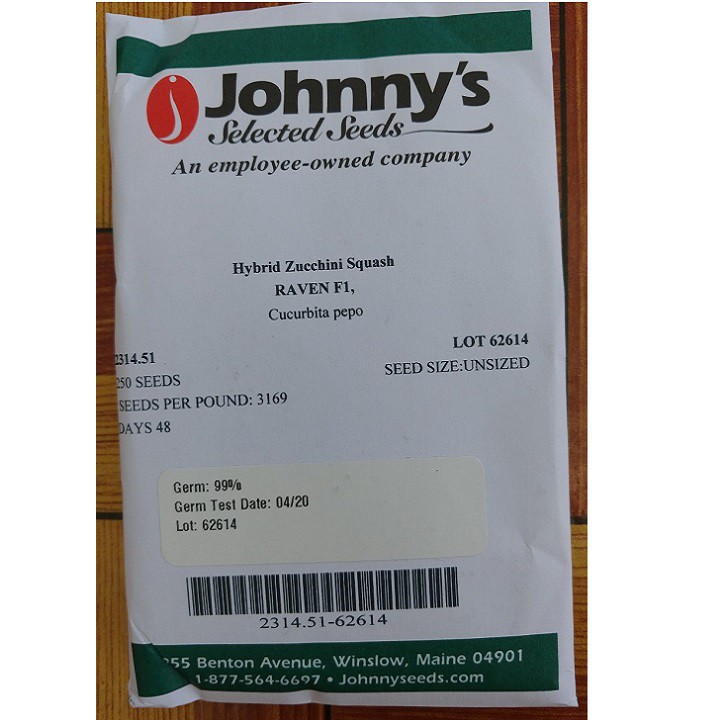 Johnny's
Selected Seeds
An employee-owned company
Hybrid Zucchini Squash
RAVEN F1,
Cucurbita pepo
2314.51
LOT 62614
250 SEEDS
SEED SIZE:UNSIZED
SEEDS PER POUND: 3169
DAYS 48
Germ: 99%
Germ Test Date: 04/20
Lot: 62614
2314.51-62614
955 Benton Avenue, Winslow, Maine 04901
1-877-564-6697 • Johnnyseeds.com